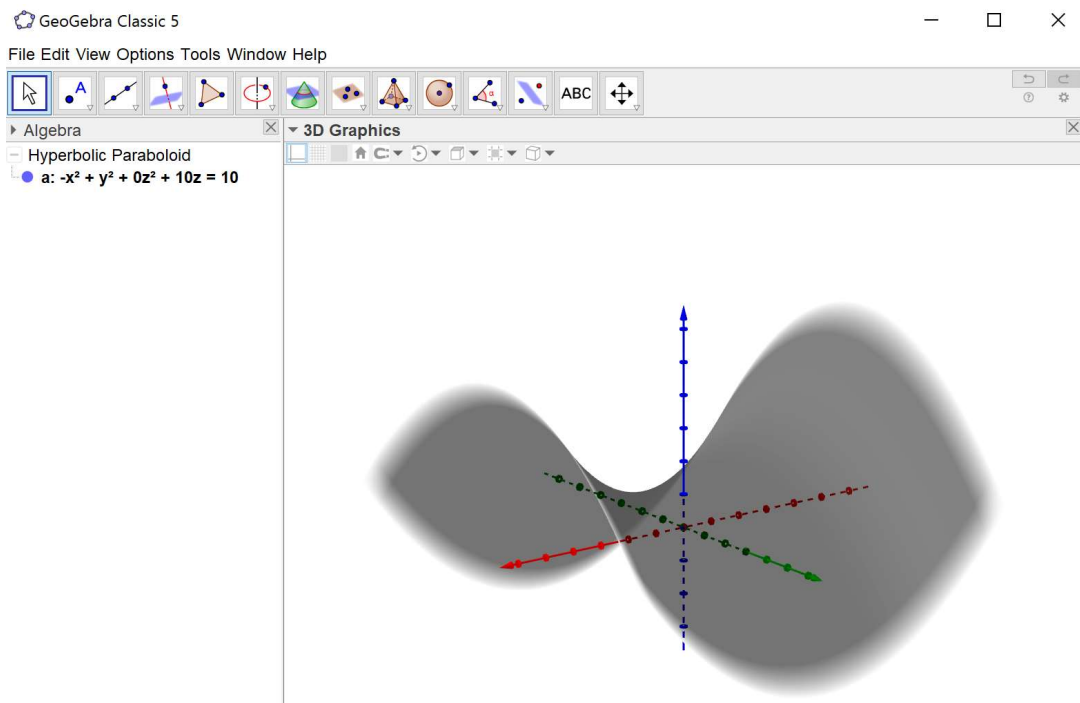 GeoGebra Classic 5
File Edit View Options Tools Window Help
A
α
ABC
Algebra
3D Graphics
Hyperbolic Paraboloid
a: -x² + y² + 0z² + 10z = 10